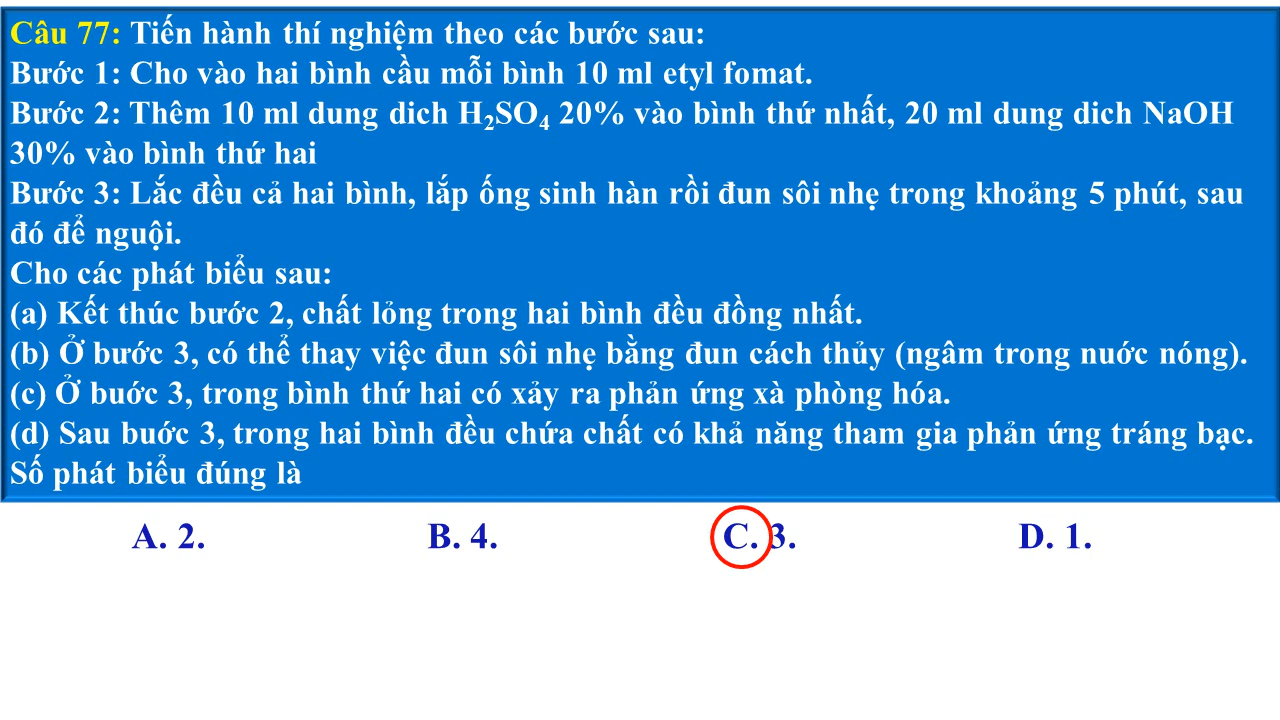 Câu 77: Tiến hành thí nghiệm theo các bước sau:
Bước 1: Cho vào hai bình cầu mỗi bình 10 ml etyl fomat.
Bước 2: Thêm 10 ml dung dich H₂SO₄ 20% vào bình thứ nhất, 20 ml dung dich NaOH
30% vào bình thứ hai
Bước 3: Lắc đều cả hai bình, lắp ống sinh hàn rồi đun sôi nhẹ trong khoảng 5 phút, sau
đó để nguội.
Cho các phát biểu sau:
(a) Kết thúc bước 2, chất lỏng trong hai bình đều đồng nhất.
(b) Ở bước 3, có thể thay việc đun sôi nhẹ bằng đun cách thủy (ngâm trong nuớc nóng).
(c) Ở buớc 3, trong bình thứ hai có xảy ra phản ứng xà phòng hóa.
(d) Sau buớc 3, trong hai bình đều chứa chất có khả năng tham gia phản ứng tráng bạc.
Số phát biểu đúng là
A. 2. B. 4. C. 3. D. 1.